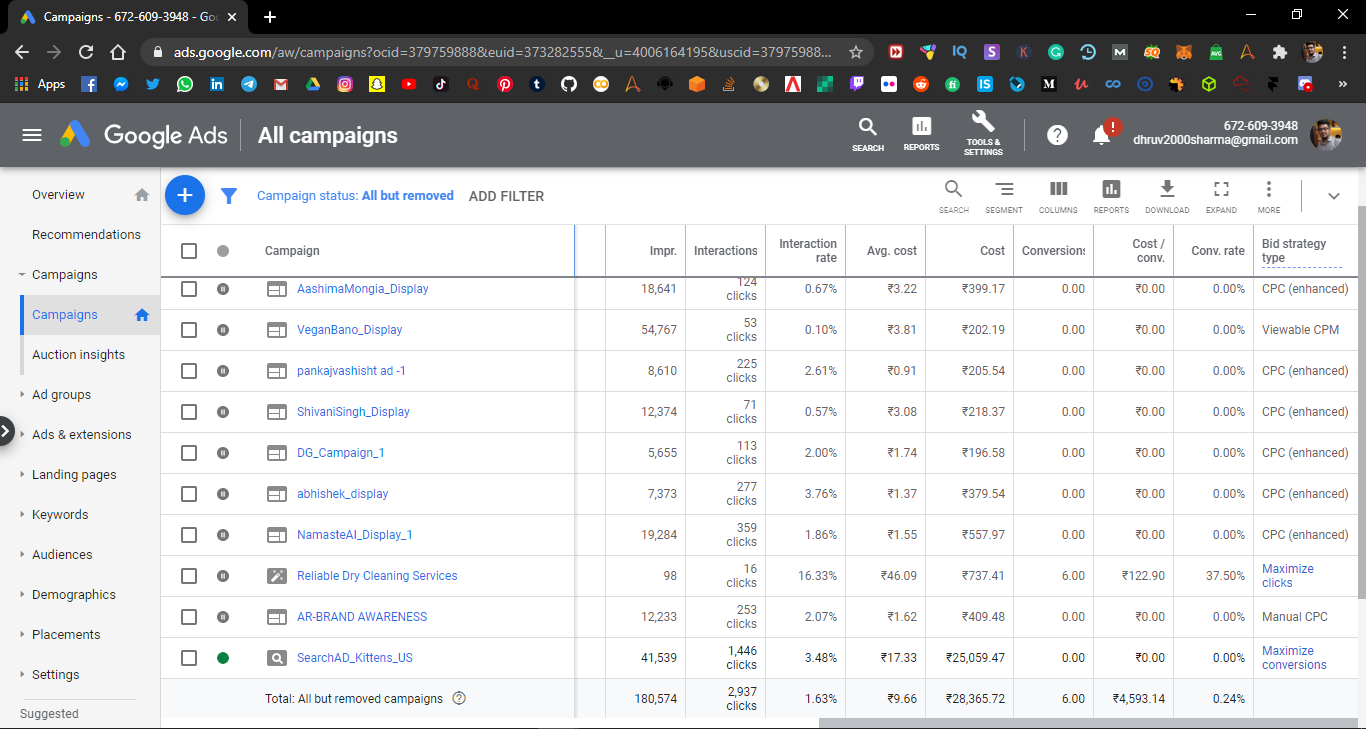 Campaigns - 672-609-3948 - Goo
ads.google.com/aw/campaigns?ocid=379759888&euid=373282555&__u=4006164195&uscid=37975988...
Apps
Google Ads
All campaigns
SEARCH
REPORTS
TOOLS &
SETTINGS
672-609-3948
dhruv2000sharma@gmail.com
Overview
Recommendations
Campaigns
Campaigns
Auction insights
Ad groups
Ads & extensions
Landing pages
Keywords
Audiences
Demographics
Placements
Settings
Suggested
Campaign status: All but removed ADD FILTER
SEARCH SEGMENT COLUMNS REPORTS DOWNLOAD EXPAND MORE
Campaign Impr. Interactions Interaction rate Avg. cost Cost Conversions Cost / conv. Conv. rate Bid strategy type
AashimaMongia_Display 18,641 124 clicks 0.67% ₹3.22 ₹399.17 0.00 ₹0.00 0.00% CPC (enhanced)
VeganBano_Display 54,767 53 clicks 0.10% ₹3.81 ₹202.19 0.00 ₹0.00 0.00% Viewable CPM
pankajvashisht ad -1 8,610 225 clicks 2.61% ₹0.91 ₹205.54 0.00 ₹0.00 0.00% CPC (enhanced)
ShivaniSingh_Display 12,374 71 clicks 0.57% ₹3.08 ₹218.37 0.00 ₹0.00 0.00% CPC (enhanced)
DG_Campaign_1 5,655 113 clicks 2.00% ₹1.74 ₹196.58 0.00 ₹0.00 0.00% CPC (enhanced)
abhishek_display 7,373 277 clicks 3.76% ₹1.37 ₹379.54 0.00 ₹0.00 0.00% CPC (enhanced)
NamasteAI_Display_1 19,284 359 clicks 1.86% ₹1.55 ₹557.97 0.00 ₹0.00 0.00% CPC (enhanced)
Reliable Dry Cleaning Services 98 16 clicks 16.33% ₹46.09 ₹737.41 6.00 ₹122.90 37.50% Maximize clicks
AR-BRAND AWARENESS 12,233 253 clicks 2.07% ₹1.62 ₹409.48 0.00 ₹0.00 0.00% Manual CPC
SearchAD_Kittens_US 41,539 1,446 clicks 3.48% ₹17.33 ₹25,059.47 0.00 ₹0.00 0.00% Maximize conversions
Total: All but removed campaigns 180,574 2,937 clicks 1.63% ₹9.66 ₹28,365.72 6.00 ₹4,593.14 0.24%